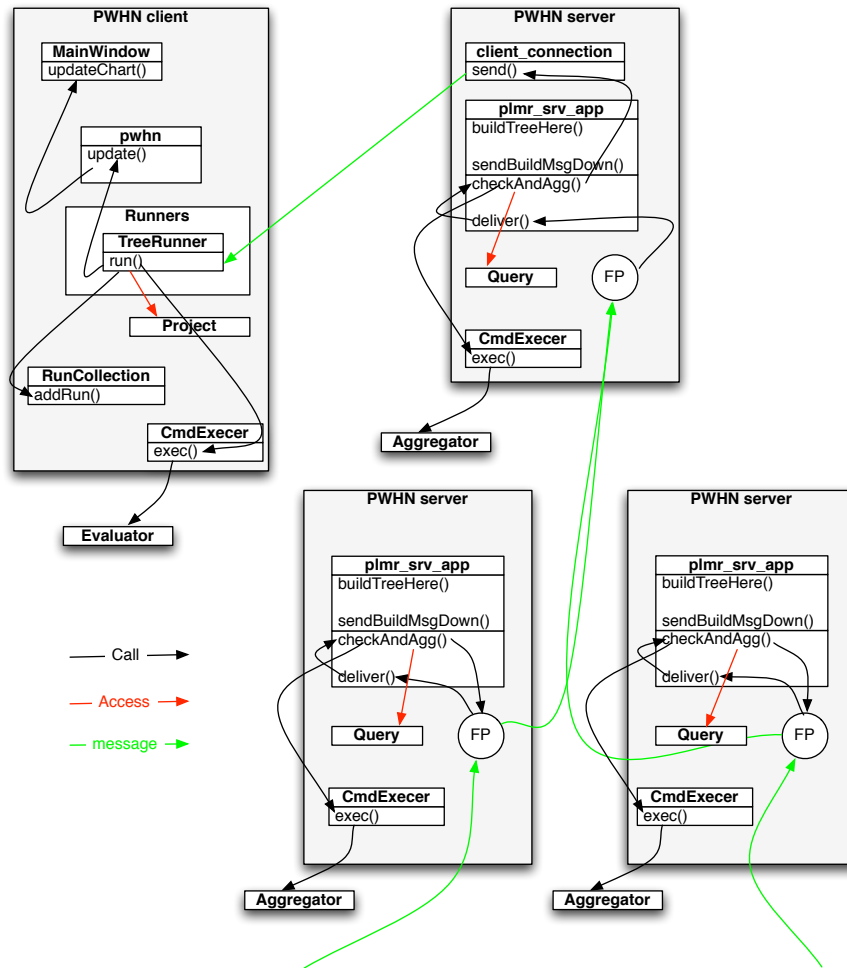 PWHN client
MainWindow
updateChart()
pwhn
update()
Runners
TreeRunner
run()
Project
RunCollection
addRun()
CmdExecer
exec()
Evaluator
PWHN server
client_connection
send()
plmr_srv_app
buildTreeHere()
sendBuildMsgDown()
checkAndAgg()
deliver()
Query
FP
CmdExecer
exec()
Aggregator
Call
Access
message
PWHN server
plmr_srv_app
buildTreeHere()
sendBuildMsgDown()
checkAndAgg()
deliver()
Query
FP
CmdExecer
exec()
Aggregator
PWHN server
plmr_srv_app
buildTreeHere()
sendBuildMsgDown()
checkAndAgg()
deliver()
Query
FP
CmdExecer
exec()
Aggregator